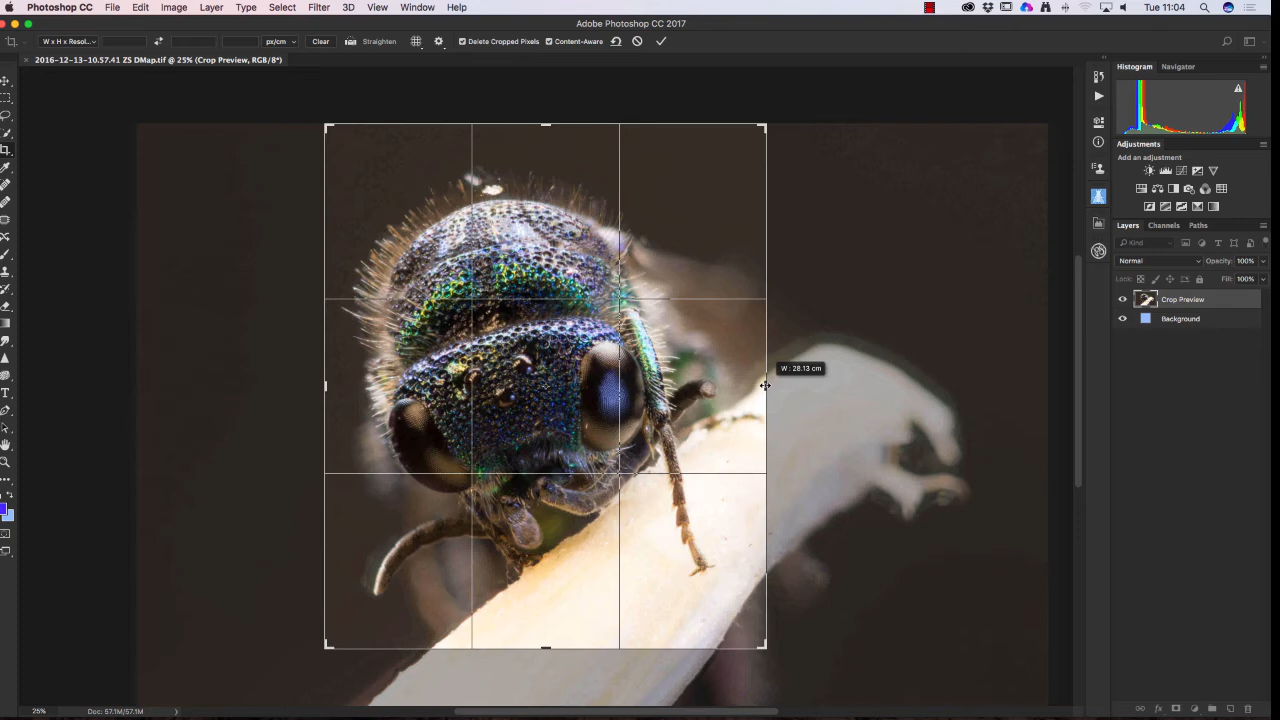 Photoshop CC File Edit Image Layer Type Select Filter 3D View Window Help Tue 11:04
Adobe Photoshop CC 2017
W x H x Resol... px/cm Clear Straighten Delete Cropped Pixels Content-Aware
× 2016-12-13-10.57.41 ZS DMap.tif @ 25% (Crop Preview, RGB/8*)
Histogram Navigator
Adjustments
Add an adjustment
Layers Channels Paths
Kind
Normal Opacity: 100%
Lock: Fill: 100%
Crop Preview
Background
W : 28.13 cm
25% Doc: 57.1M/57.1M
fx